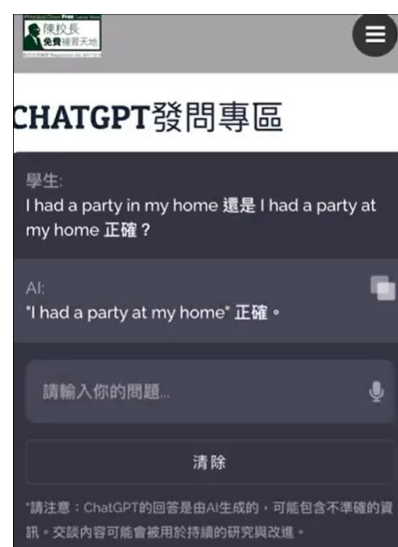 陳校長
免費補習天地
CHATGPT發問專區
學生:
I had a party in my home 還是 I had a party at
my home 正確？
AI:
"I had a party at my home" 正確。
請輸入你的問題...
清除
*請注意：ChatGPT的回答是由AI生成的，可能包含不準確的資
訊。交談內容可能會被用於持續的研究與改進。